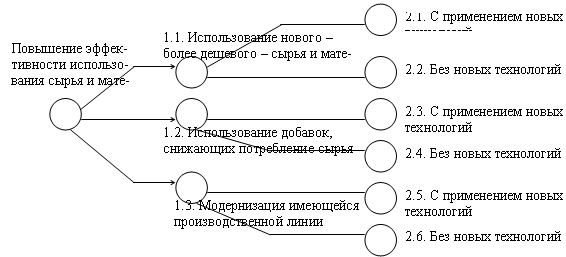 Повышение эффек-
тивности использо-
вания сырья и мате-
1.1. Использование нового –
более дешевого – сырья и мате-
1.2. Использование добавок,
снижающих потребление сырья
1.3. Модернизация имеющейся
производственной линии
2.1. С применением новых
2.2. Без новых технологий
2.3. С применением новых
технологий
2.4. Без новых технологий
2.5. С применением новых
технологий
2.6. Без новых технологий